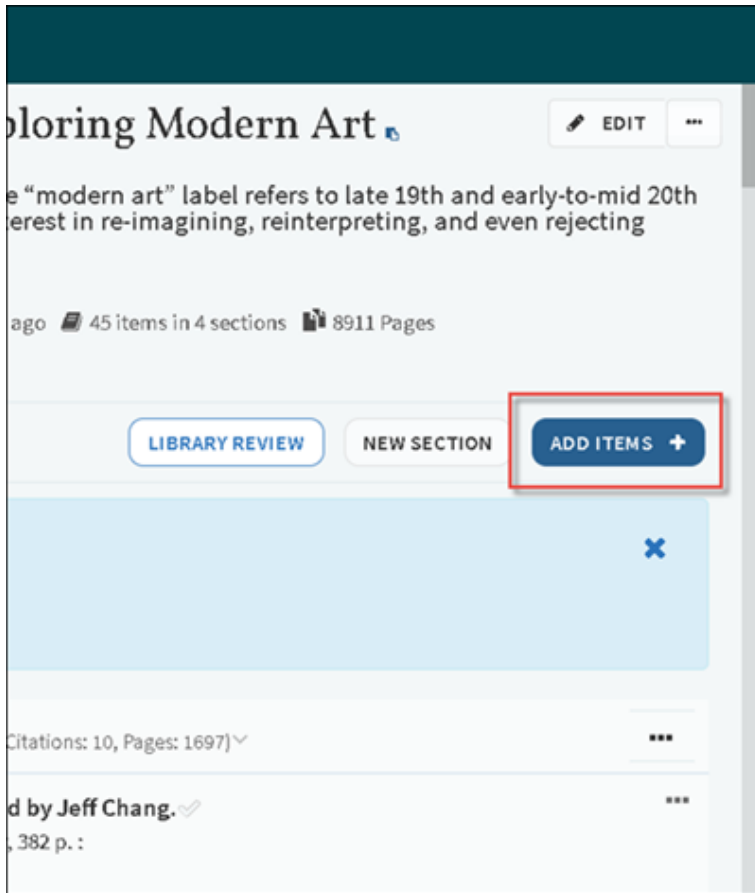 ploring Modern Art
EDIT
e “modern art” label refers to late 19th and early-to-mid 20th
erest in re-imagining, reinterpreting, and even rejecting
ago 45 items in 4 sections 8911 Pages
LIBRARY REVIEW NEW SECTION ADD ITEMS +
Citations: 10, Pages: 1697)
d by Jeff Chang.
, 382 p. :